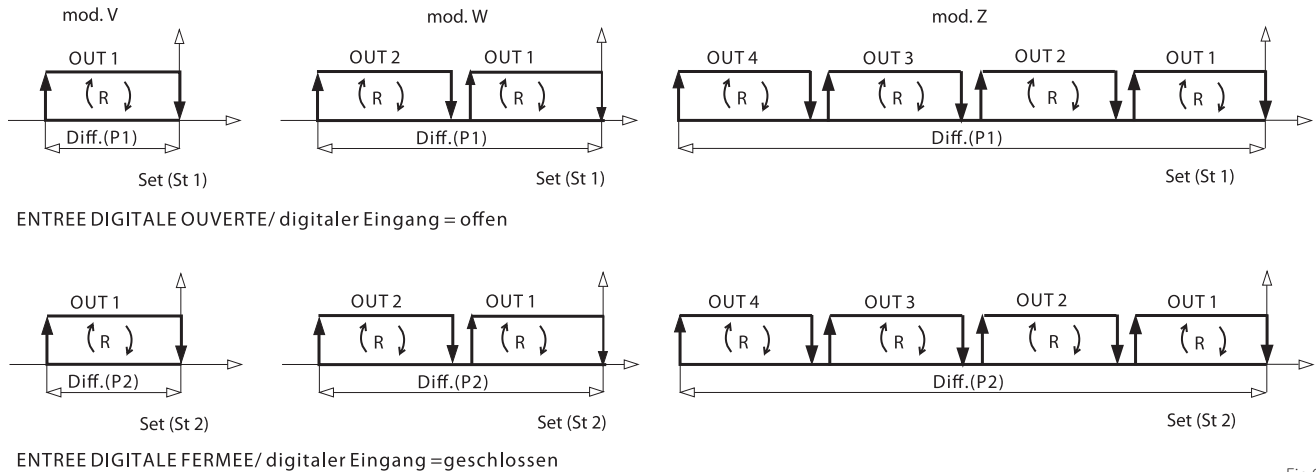 mod. V mod. W mod. Z
OUT 1 OUT 2 OUT 1 OUT 4 OUT 3 OUT 2 OUT 1
R R R R R R R
Diff.(P1) Diff.(P1) Diff.(P1)
Set (St 1) Set (St 1) Set (St 1)
ENTREE DIGITALE OUVERTE/ digitaler Eingang = offen
OUT 1 OUT 2 OUT 1 OUT 4 OUT 3 OUT 2 OUT 1
R R R R R R R
Diff.(P2) Diff.(P2) Diff.(P2)
Set (St 2) Set (St 2) Set (St 2)
ENTREE DIGITALE FERMEE/ digitaler Eingang =geschlossen